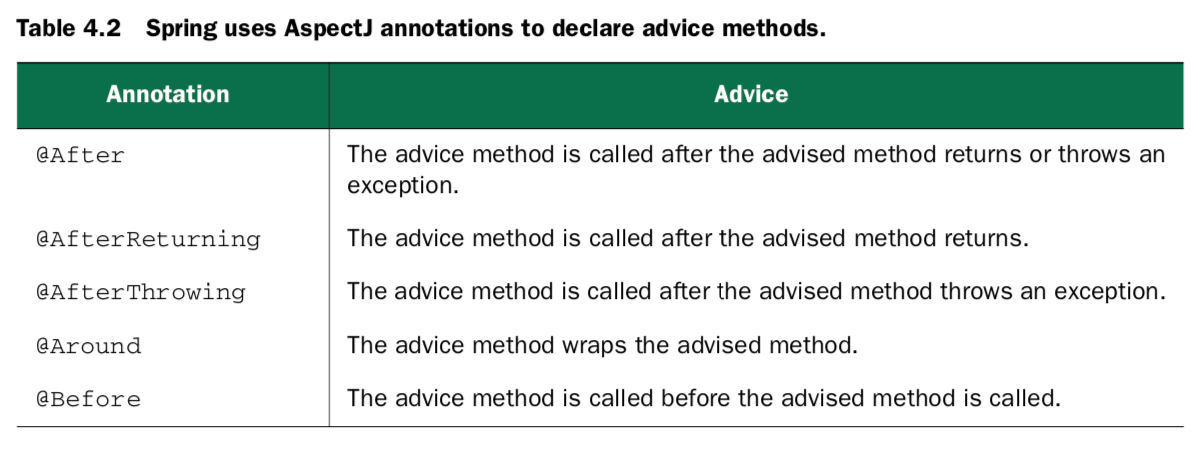 Table 4.2 Spring uses AspectJ annotations to declare advice methods.
Annotation Advice
@After The advice method is called after the advised method returns or throws an
exception.
@AfterReturning The advice method is called after the advised method returns.
@AfterThrowing The advice method is called after the advised method throws an exception.
@Around The advice method wraps the advised method.
@Before The advice method is called before the advised method is called.